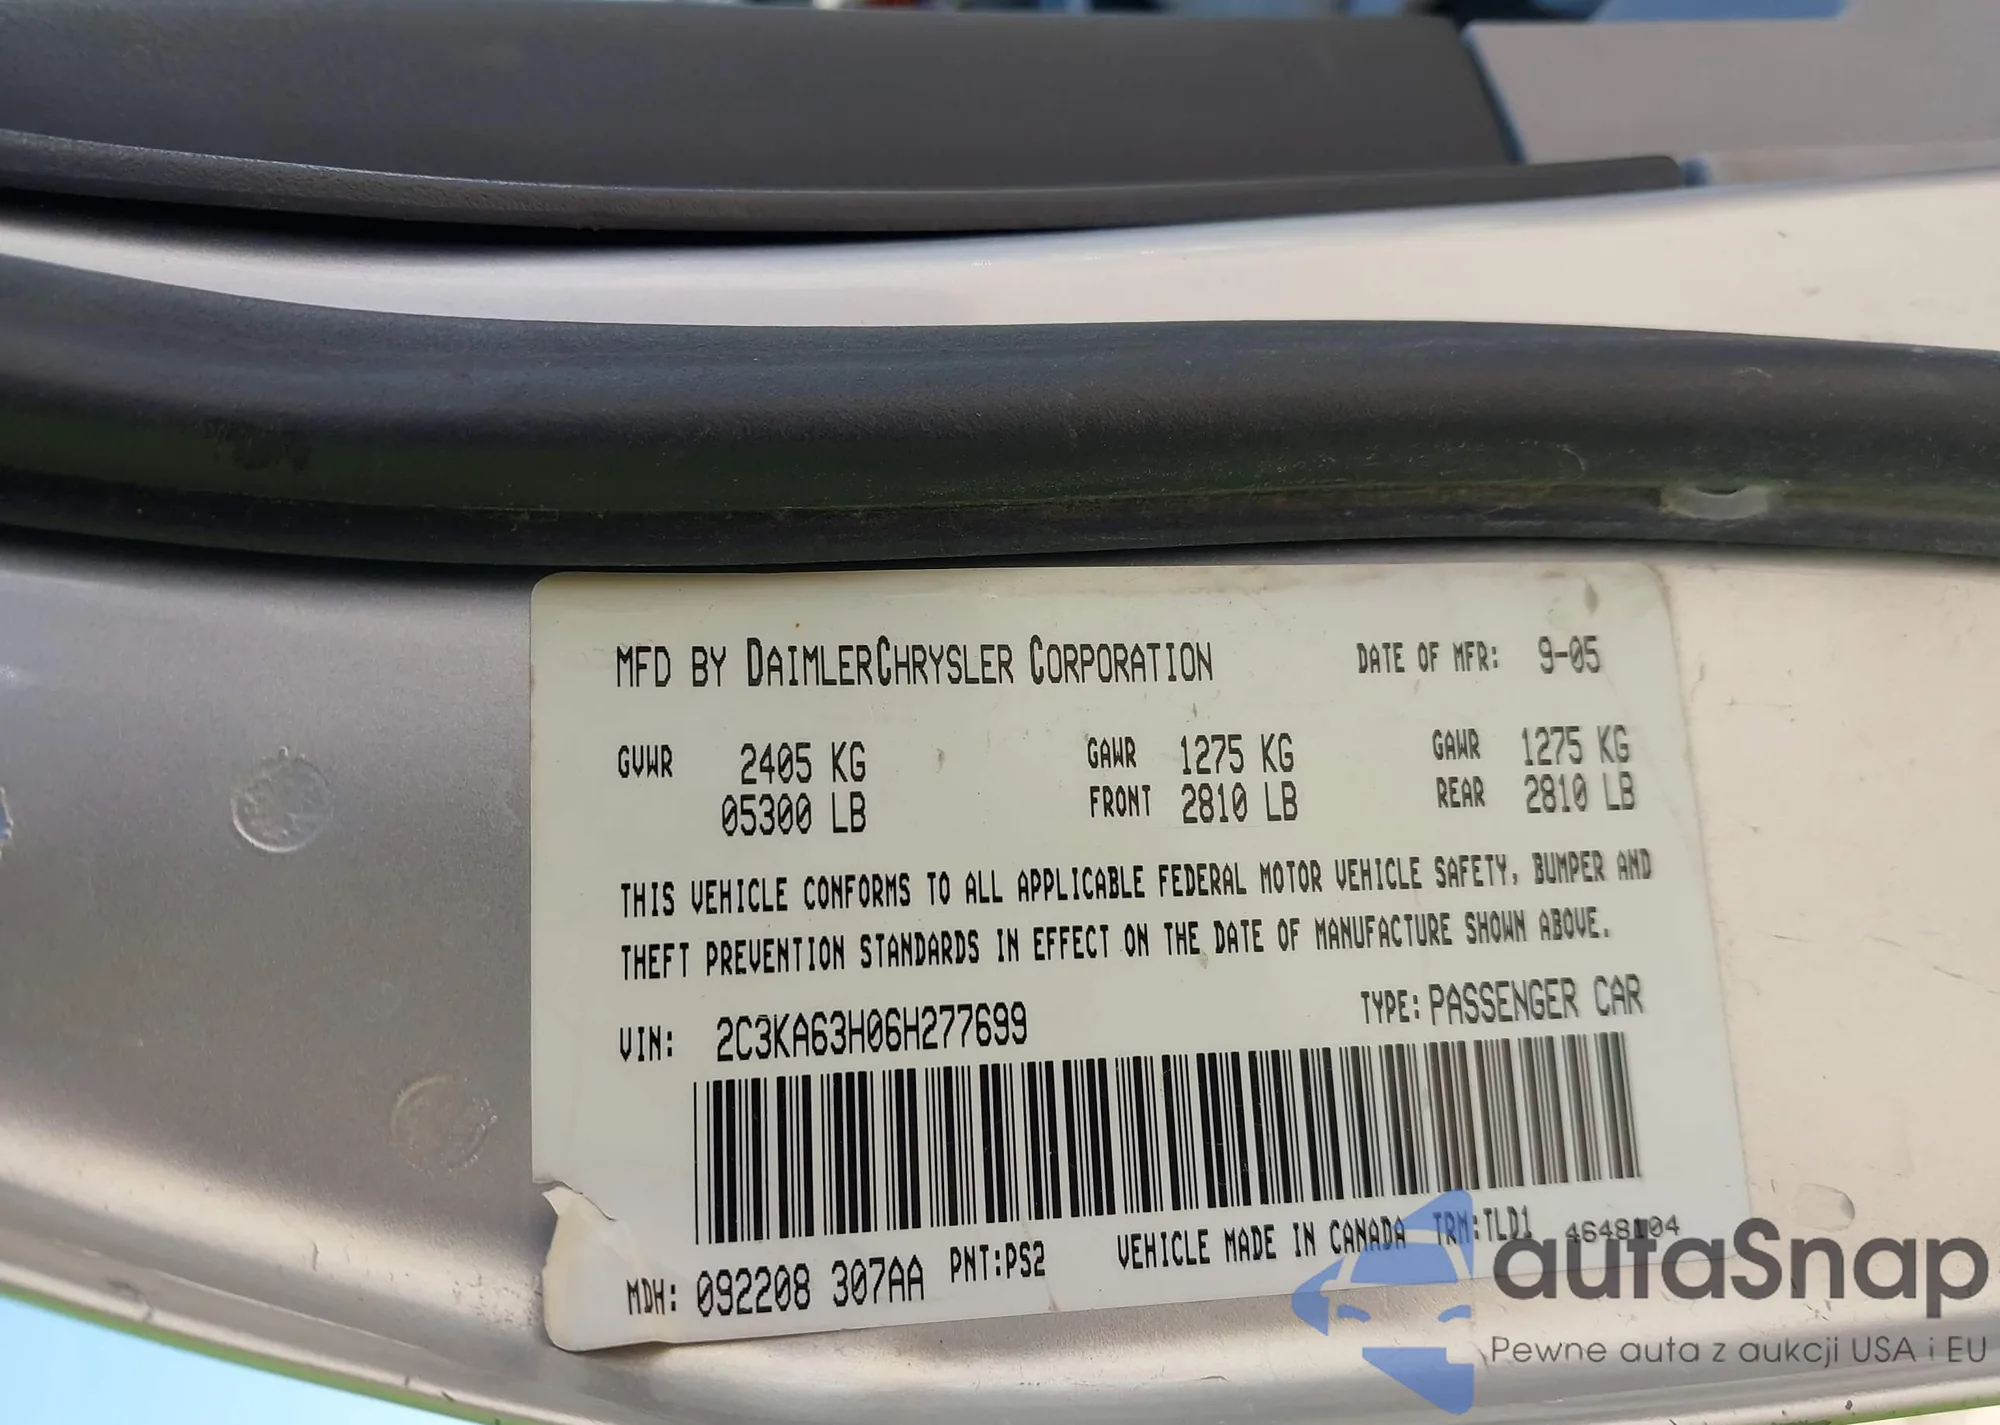 MFD BY DAIMLERCHRYSLER CORPORATION DATE OF MFR: 9-05
GVWR 2405 KG GAWR 1275 KG GAWR 1275 KG
05300 LB FRONT 2810 LB REAR 2810 LB
THIS VEHICLE CONFORMS TO ALL APPLICABLE FEDERAL MOTOR VEHICLE SAFETY, BUMPER AND
THEFT PREVENTION STANDARDS IN EFFECT ON THE DATE OF MANUFACTURE SHOWN ABOVE.
VIN: 2C3KA63H06H277699 TYPE: PASSENGER CAR
MDH: 092208 307AA PNT:PS2 VEHICLE MADE IN CANADA TRM:TLD1 4648104
autaSnap
Pewne auta z aukcji USA i EU